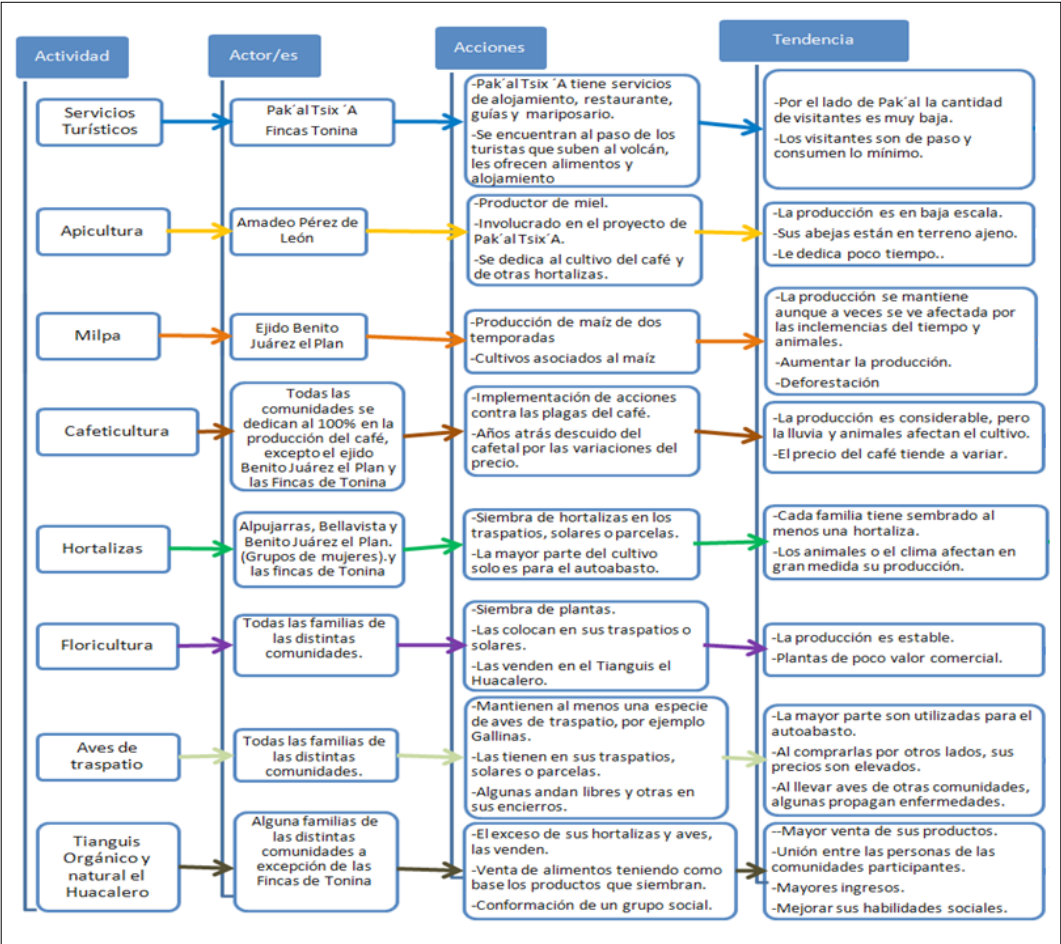 Actividad
Actor/es
Acciones
Tendencia
Servicios
Turísticos
Pak´al Tsix ´A
Fincas Tonina
-Pak´al Tsix ´A tiene servicios
de alojamiento, restaurante,
guías y mariposario.
-Se encuentran al paso de los
turistas que suben al volcán,
les ofrecen alimentos y
alojamiento
-Por el lado de Pak´al la cantidad
de visitantes es muy baja.
-Los visitantes son de paso y
consumen lo mínimo.
Apicultura
Amadeo Pérez de
León
-Productor de miel.
-Involucrado en el proyecto de
Pak´al Tsix´A.
-Se dedica al cultivo del café y
de otras hortalizas.
-La producción es en baja escala.
-Sus abejas están en terreno ajeno.
-Le dedica poco tiempo..
Milpa
Ejido Benito
Juárez el Plan
-Producción de maíz de dos
temporadas
-Cultivos asociados al maíz
-La producción se mantiene
aunque a veces se ve afectada por
las inclemencias del tiempo y
animales.
-Aumentar la producción.
-Deforestación
Cafeticultura
Todas las
comunidades se
dedican al 100% en la
producción del café,
excepto el ejido
Benito Juárez el Plan y
las Fincas de Tonina
-Implementación de acciones
contra las plagas del café.
-Años atrás descuido del
cafetal por las variaciones del
precio.
-La producción es considerable, pero
la lluvia y animales afectan el cultivo.
-El precio del café tiende a variar.
Hortalizas
Alpujarras, Bellavista y
Benito Juárez el Plan.
(Grupos de mujeres).y
las fincas de Tonina
-Siembra de hortalizas en los
traspatios, solares o parcelas.
-La mayor parte del cultivo
solo es para el autoabasto.
-Cada familia tiene sembrado al
menos una hortaliza.
-Los animales o el clima afectan en
gran medida su producción.
Floricultura
Todas las familias de
las distintas
comunidades.
-Siembra de plantas.
-Las colocan en sus traspatios o
solares.
-Las venden en el Tianguis el
Huacalero.
-La producción es estable.
-Plantas de poco valor comercial.
Aves de
traspatio
Todas las familias de
las distintas
comunidades.
-Mantienen al menos una especie
de aves de traspatio, por ejemplo
Gallinas.
-Las tienen en sus traspatios,
solares o parcelas.
-Algunas andan libres y otras en
sus encierros.
-La mayor parte son utilizadas para el
autoabasto.
-Al comprarlas por otros lados, sus
precios son elevados.
-Al llevar aves de otras comunidades,
algunas propagan enfermedades.
Tianguis
Orgánico y
natural el
Huacalero
Alguna familias de
las distintas
comunidades a
excepción de las
Fincas de Tonina
-El exceso de sus hortalizas y aves,
las venden.
-Venta de alimentos teniendo como
base los productos que siembran.
-Conformación de un grupo social.
--Mayor venta de sus productos.
-Unión entre las personas de las
comunidades participantes.
-Mayores ingresos.
-Mejorar sus habilidades sociales.